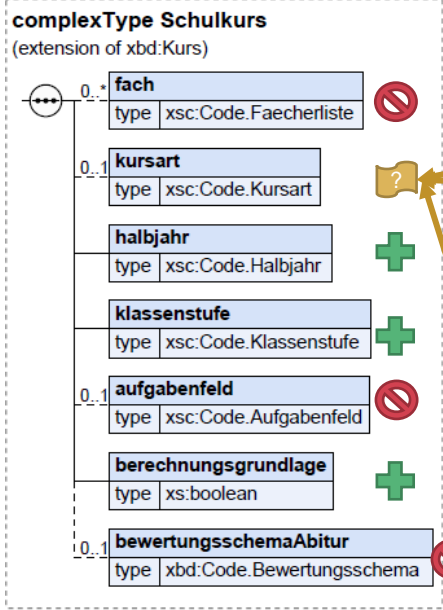 complexType Schulkurs
(extension of xbd:Kurs)
0..* fach
type xsc:Code.Faecherliste
0..1 kursart
type xsc:Code.Kursart
?
halbjahr
type xsc:Code.Halbjahr
klassenstufe
type xsc:Code.Klassenstufe
0..1 aufgabenfeld
type xsc:Code.Aufgabenfeld
berechnungsgrundlage
type xs:boolean
0..1 bewertungsschemaAbitur
type xbd:Code.Bewertungsschema